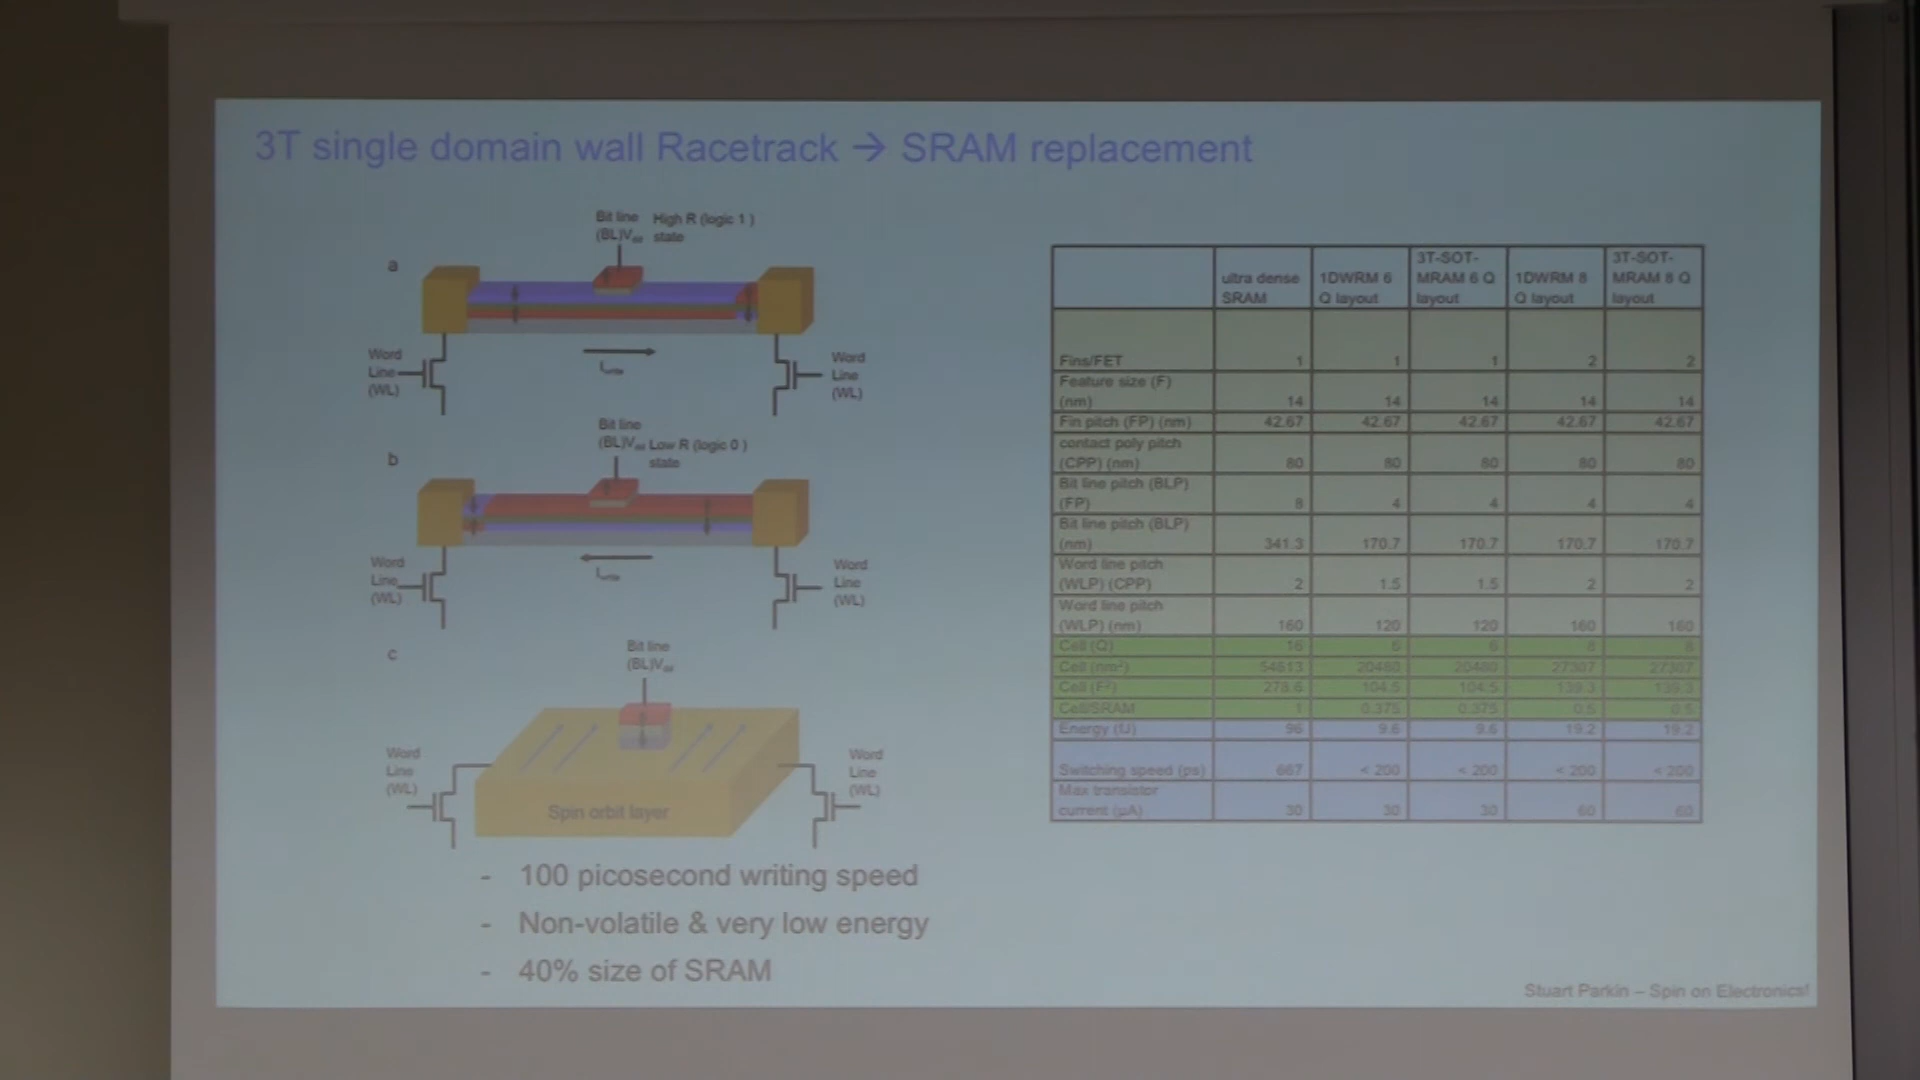 3T single domain wall Racetrack → SRAM replacement
a
Bit line High R (logic 1)
(BL)V state
Word
Line
(WL)
Word
Line
(WL)
b
Bit line
(BL)V Low R (logic 0)
state
Word
Line
(WL)
Word
Line
(WL)
c
Bit line
(BL)V
Word
Line
(WL)
Word
Line
(WL)
Spin orbit layer
- 100 picosecond writing speed
- Non-volatile & very low energy
- 40% size of SRAM
ultra dense SRAM 1DWRM 6 Q layout 3T-SOT-MRAM 6 Q layout 1DWRM 8 Q layout 3T-SOT-MRAM 8 Q layout
Fins/FET 1 1 1 2 2
Feature size (F) (nm) 14 14 14 14 14
Fin pitch (FP) (nm) 42.67 42.67 42.67 42.67 42.67
contact poly pitch (CPP) (nm) 80 80 80 80 80
Bit line pitch (BLP) (FP) 8 4 4 4 4
Bit line pitch (BLP) (nm) 341.3 170.7 170.7 170.7 170.7
Word line pitch (WLP) (CPP) 2 1.5 1.5 2 2
Word line pitch (WLP) (nm) 160 120 120 160 160
Cell (Q) 16 6 6 8 8
Cell (nm²) 54613 20480 20480 27307 27307
Cell (F²) 278.6 104.5 104.5 139.3 139.3
Cell/SRAM 1 0.375 0.375 0.5 0.5
Energy (fJ) 96 9.6 9.6 19.2 19.2
Switching speed (ps) 667 < 200 < 200 < 200 < 200
Max transistor current (μA) 30 30 30 60 60
Stuart Parkin – Spin on Electronics!